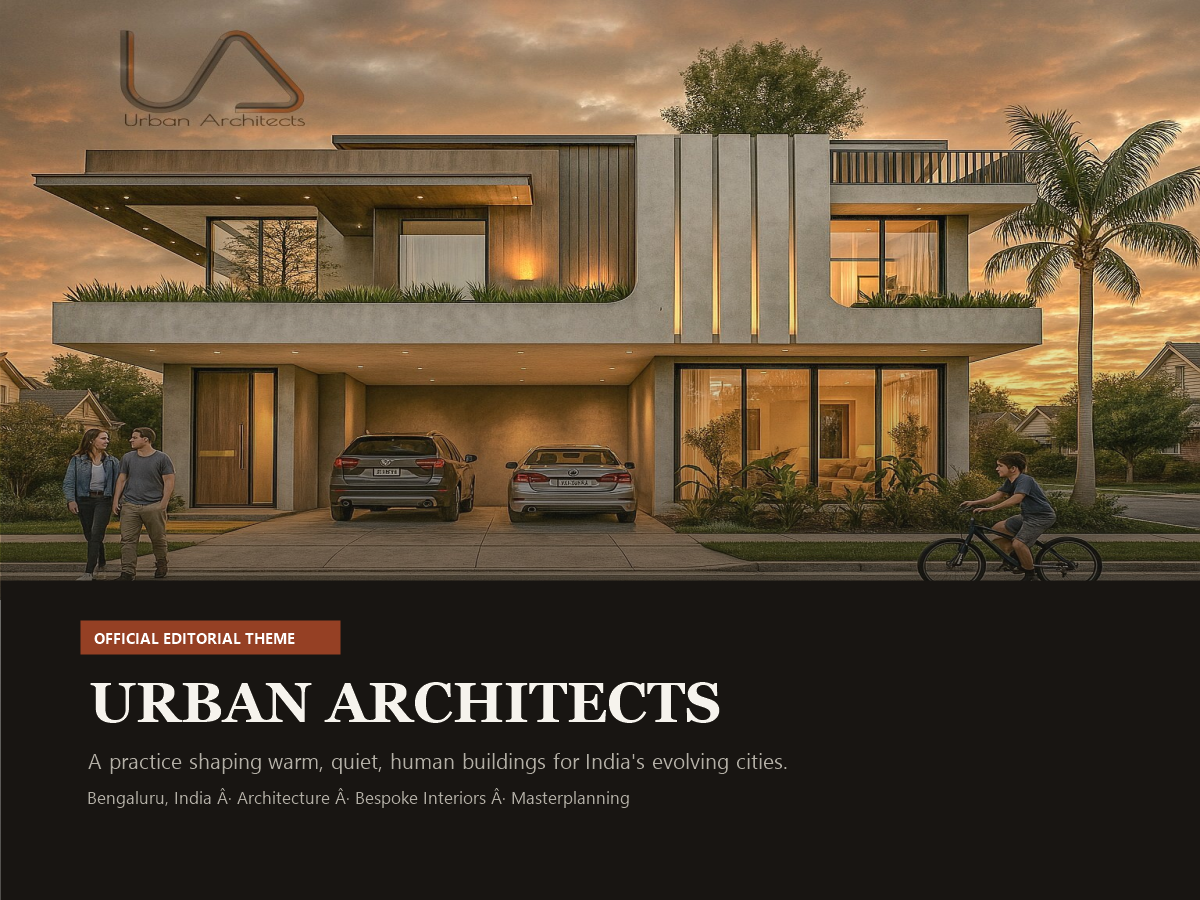 Urban Architects
OFFICIAL EDITORIAL THEME
URBAN ARCHITECTS
A practice shaping warm, quiet, human buildings for India's evolving cities.
Bengaluru, India Â· Architecture Â· Bespoke Interiors Â· Masterplanning